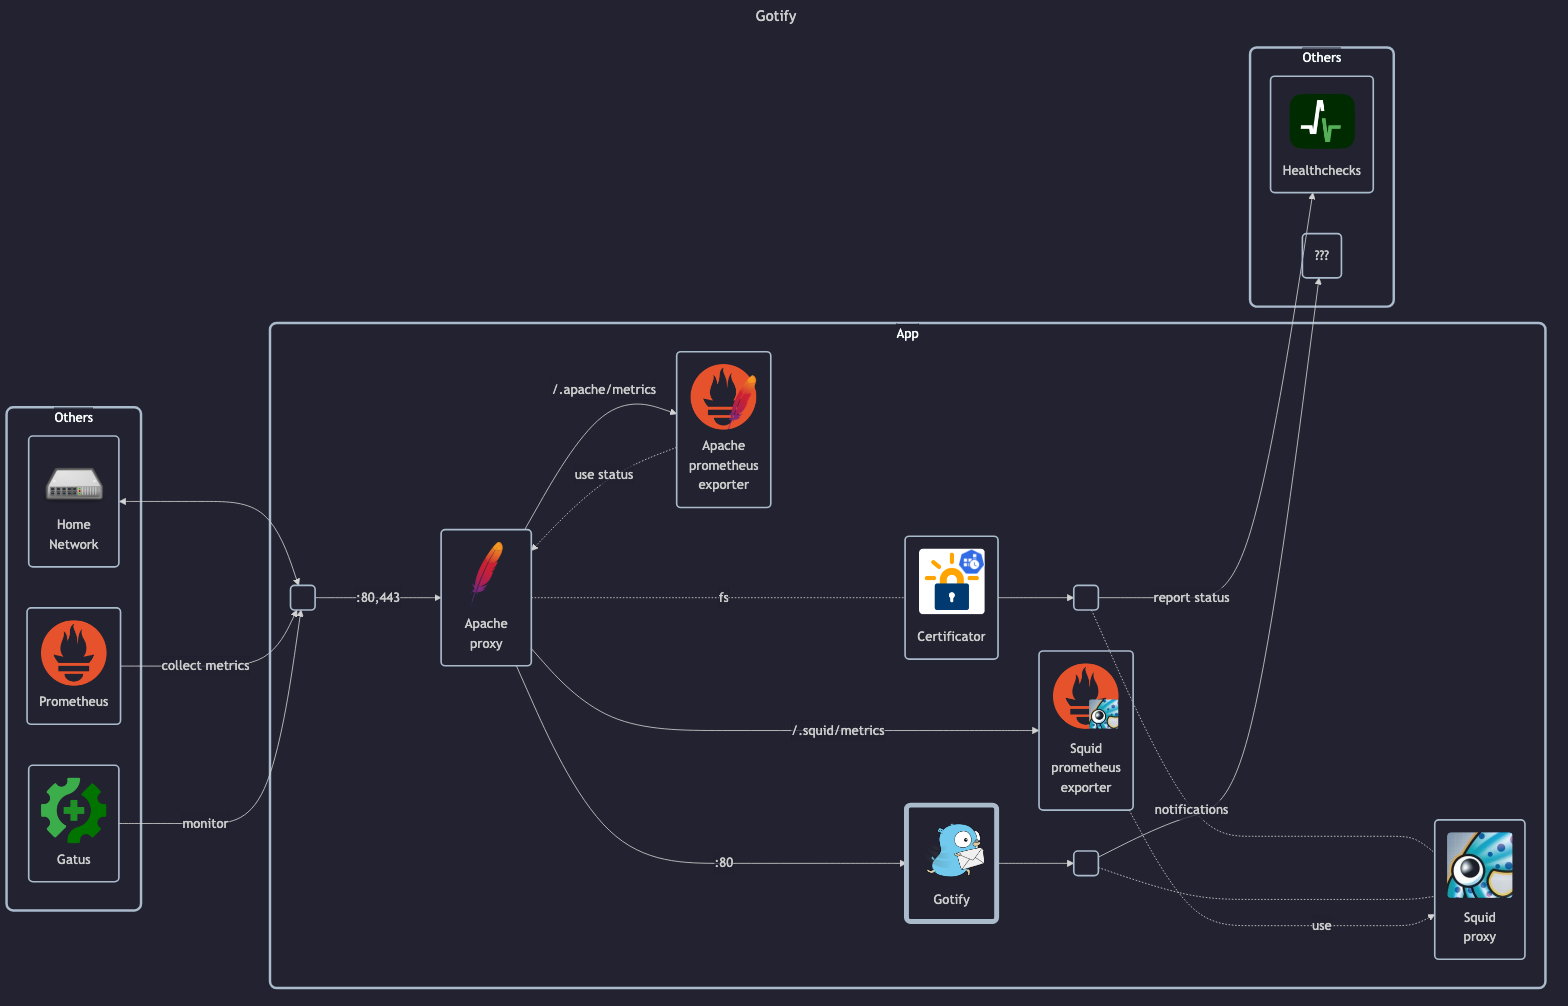 Gotify
Others
Healthchecks
???
App
/.apache/metrics
Apache
prometheus
exporter
use status
Others
Home
Network
Prometheus
Gatus
collect metrics
monitor
:80,443
Apache
proxy
fs
Certificator
report status
/.squid/metrics
Squid
prometheus
exporter
notifications
:80
Gotify
use
Squid
proxy